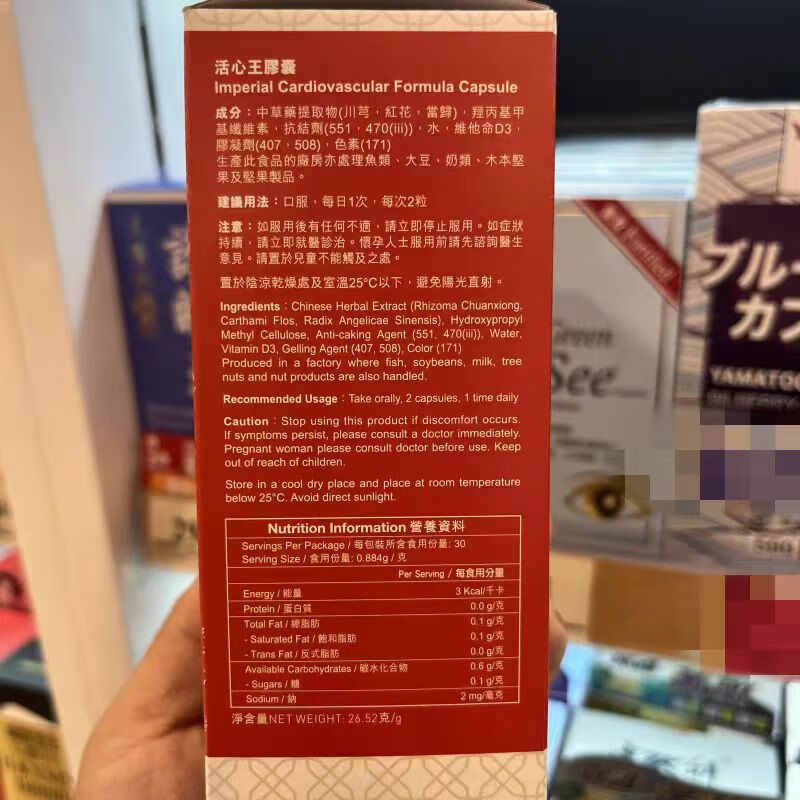 活心王膠囊
Imperial Cardiovascular Formula Capsule
成分：中草藥提取物(川芎，紅花，當歸)，羥丙基甲
基纖維素，抗結劑(551，470(iii))，水，維他命D3，
膠凝劑(407，508)，色素(171)
生產此食品的廠房亦處理魚類、大豆、奶類、木本堅
果及堅果製品。
建議用法：口服，每日1次，每次2粒
注意：如服用後有任何不適，請立即停止服用。如症狀
持續，請立即就醫診治。懷孕人士服用前請先諮詢醫生
意見。請置於兒童不能觸及之處。
置於陰涼乾燥處及室溫25°C以下，避免陽光直射。
Ingredients：Chinese Herbal Extract (Rhizoma Chuanxiong,
Carthami Flos, Radix Angelicae Sinensis), Hydroxypropyl
Methyl Cellulose, Anti-caking Agent (551, 470(iii)), Water,
Vitamin D3, Gelling Agent (407, 508), Color (171)
Produced in a factory where fish, soybeans, milk, tree
nuts and nut products are also handled.
Recommended Usage：Take orally, 2 capsules, 1 time daily
Caution：Stop using this product if discomfort occurs.
If symptoms persist, please consult a doctor immediately.
Pregnant woman please consult doctor before use. Keep
out of reach of children.
Store in a cool dry place and place at room temperature
below 25°C. Avoid direct sunlight.
Nutrition Information 營養資料
Servings Per Package / 每包裝所含食用份量: 30
Serving Size / 食用份量: 0.884g / 克
Per Serving / 每食用分量
Energy / 能量 3 Kcal/千卡
Protein / 蛋白質 0.0 g/克
Total Fat / 總脂肪 0.1 g/克
- Saturated Fat / 飽和脂肪 0.1 g/克
- Trans Fat / 反式脂肪 0.0 g/克
Available Carbohydrates / 碳水化合物 0.6 g/克
- Sugars / 糖 0.1 g/克
Sodium / 鈉 2 mg/毫克
淨含量NET WEIGHT: 26.52克/g
Green
See
ブルー
カプ
YAMATO